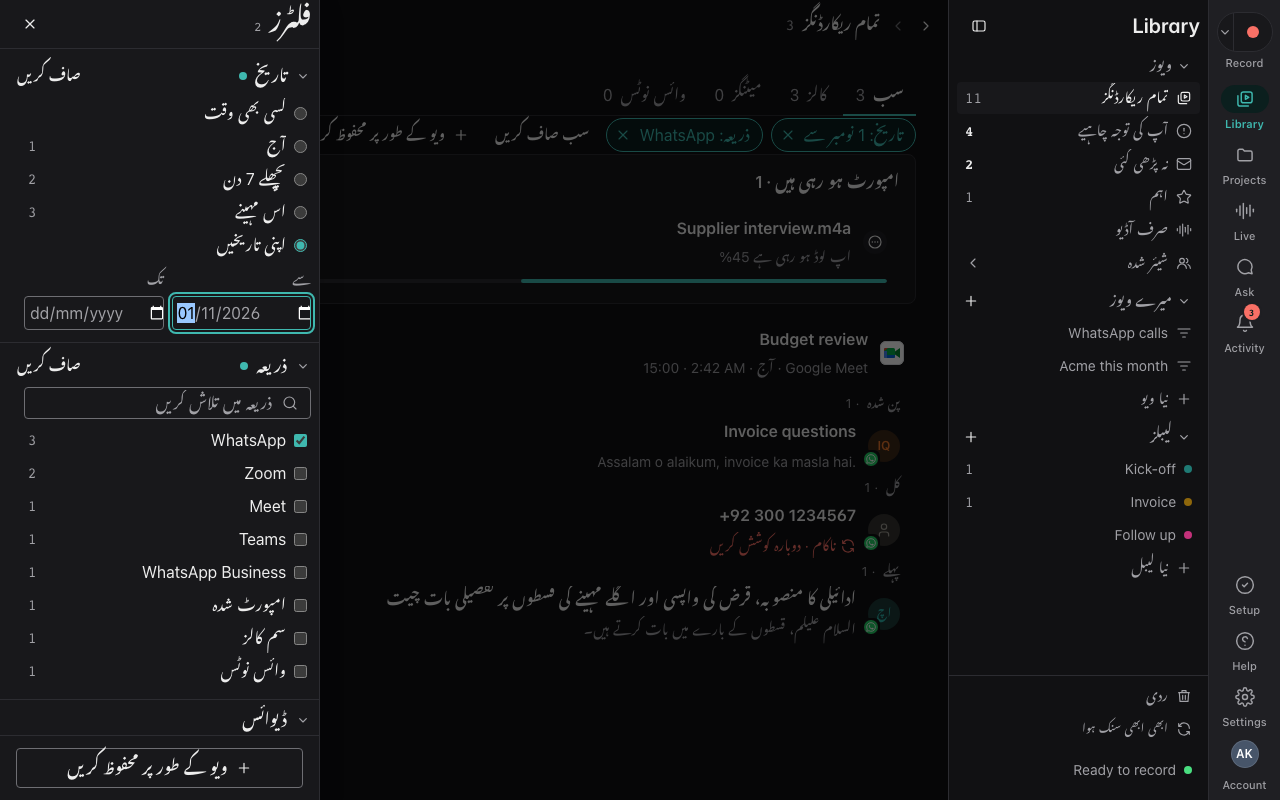 Record
Library
Projects
Live
Ask
3
Activity
Setup
Help
Settings
AK
Account
Library
ویوز
تمام ریکارڈنگز 11
آپ کی توجہ چاہیے 4
نہ پڑھی گئی 2
اہم 1
صرف آڈیو
شیئر شدہ
میرے ویوز
WhatsApp calls
Acme this month
نیا ویو
لیبلز
Kick-off 1
Invoice 1
Follow up
نیا لیبل
ردی
ابھی ابھی سنک ہوا
Ready to record
تمام ریکارڈنگز 3
سب 3 کالز 3 میٹنگز 0 وائس نوٹس 0
تاریخ: 1 نومبر سے ذریعہ: WhatsApp سب صاف کریں ویو کے طور پر محفوظ کر
امپورٹ ہو رہی ہیں · 1
Supplier interview.m4a
اپ لوڈ ہو رہی ہے 45%
Budget review
Google Meet · آج · 2:42 AM · 15:00
پن شدہ · 1
IQ
Invoice questions
Assalam o alaikum, invoice ka masla hai.
کل · 1
+92 300 1234567
ناکام · دوبارہ کوشش کریں
پہلے · 1
اج
ادائیگی کا منصوبہ، قرض کی واپسی اور اگلے مہینے کی قسطوں پر تفصیلی بات چیت
السلام علیکم، قسطوں کے بارے میں بات کرتے ہیں۔
فلٹرز 2
تاریخ صاف کریں
کسی بھی وقت
آج 1
پچھلے 7 دن 2
اس مہینے 3
اپنی تاریخیں
سے تک
01/11/2026 dd/mm/yyyy
ذریعہ صاف کریں
ذریعہ میں تلاش کریں
WhatsApp 3
Zoom 2
Meet 1
Teams 1
WhatsApp Business 1
امپورٹ شدہ 1
سم کالز 1
وائس نوٹس 1
ڈیوائس
ویو کے طور پر محفوظ کریں